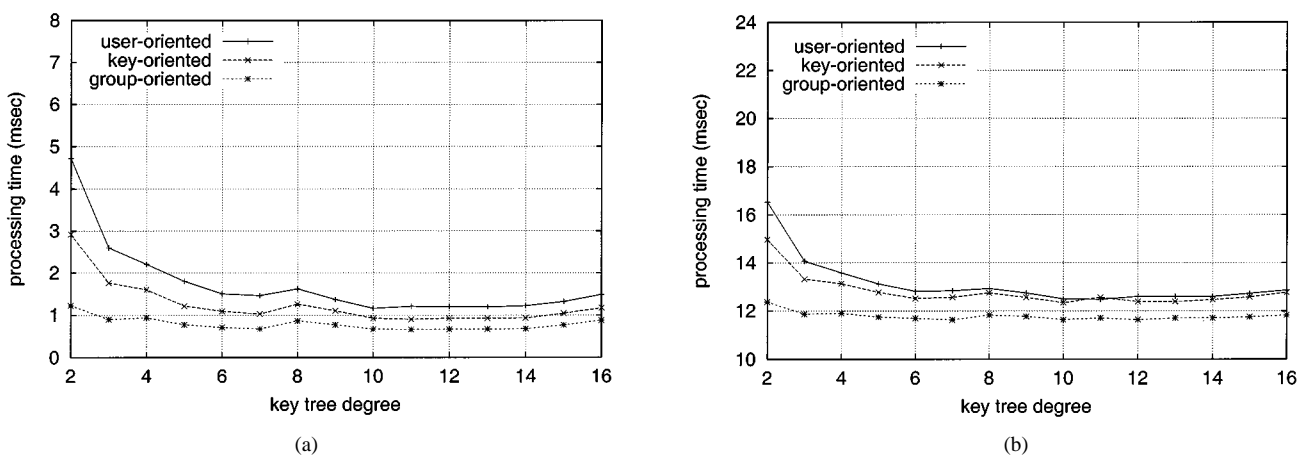 8
7
6
5
4
3
2
1
0
processing time (msec)
user-oriented
key-oriented
group-oriented
2 4 6 8 10 12 14 16
key tree degree
(a)
24
22
20
18
16
14
12
10
processing time (msec)
user-oriented
key-oriented
group-oriented
2 4 6 8 10 12 14 16
key tree degree
(b)